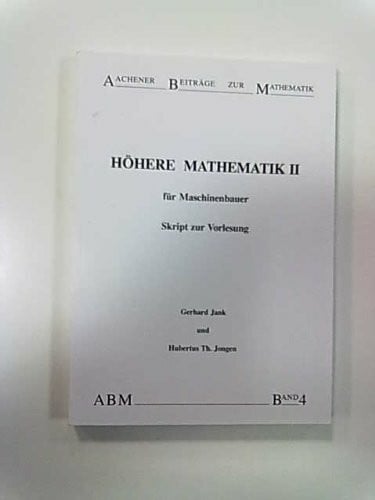 AACHENER BEITRÄGE ZUR MATHEMATIK
HÖHERE MATHEMATIK II
für Maschinenbauer
Skript zur Vorlesung
Gerhard Jank
und
Hubertus Th. Jongen
ABM BAND 4